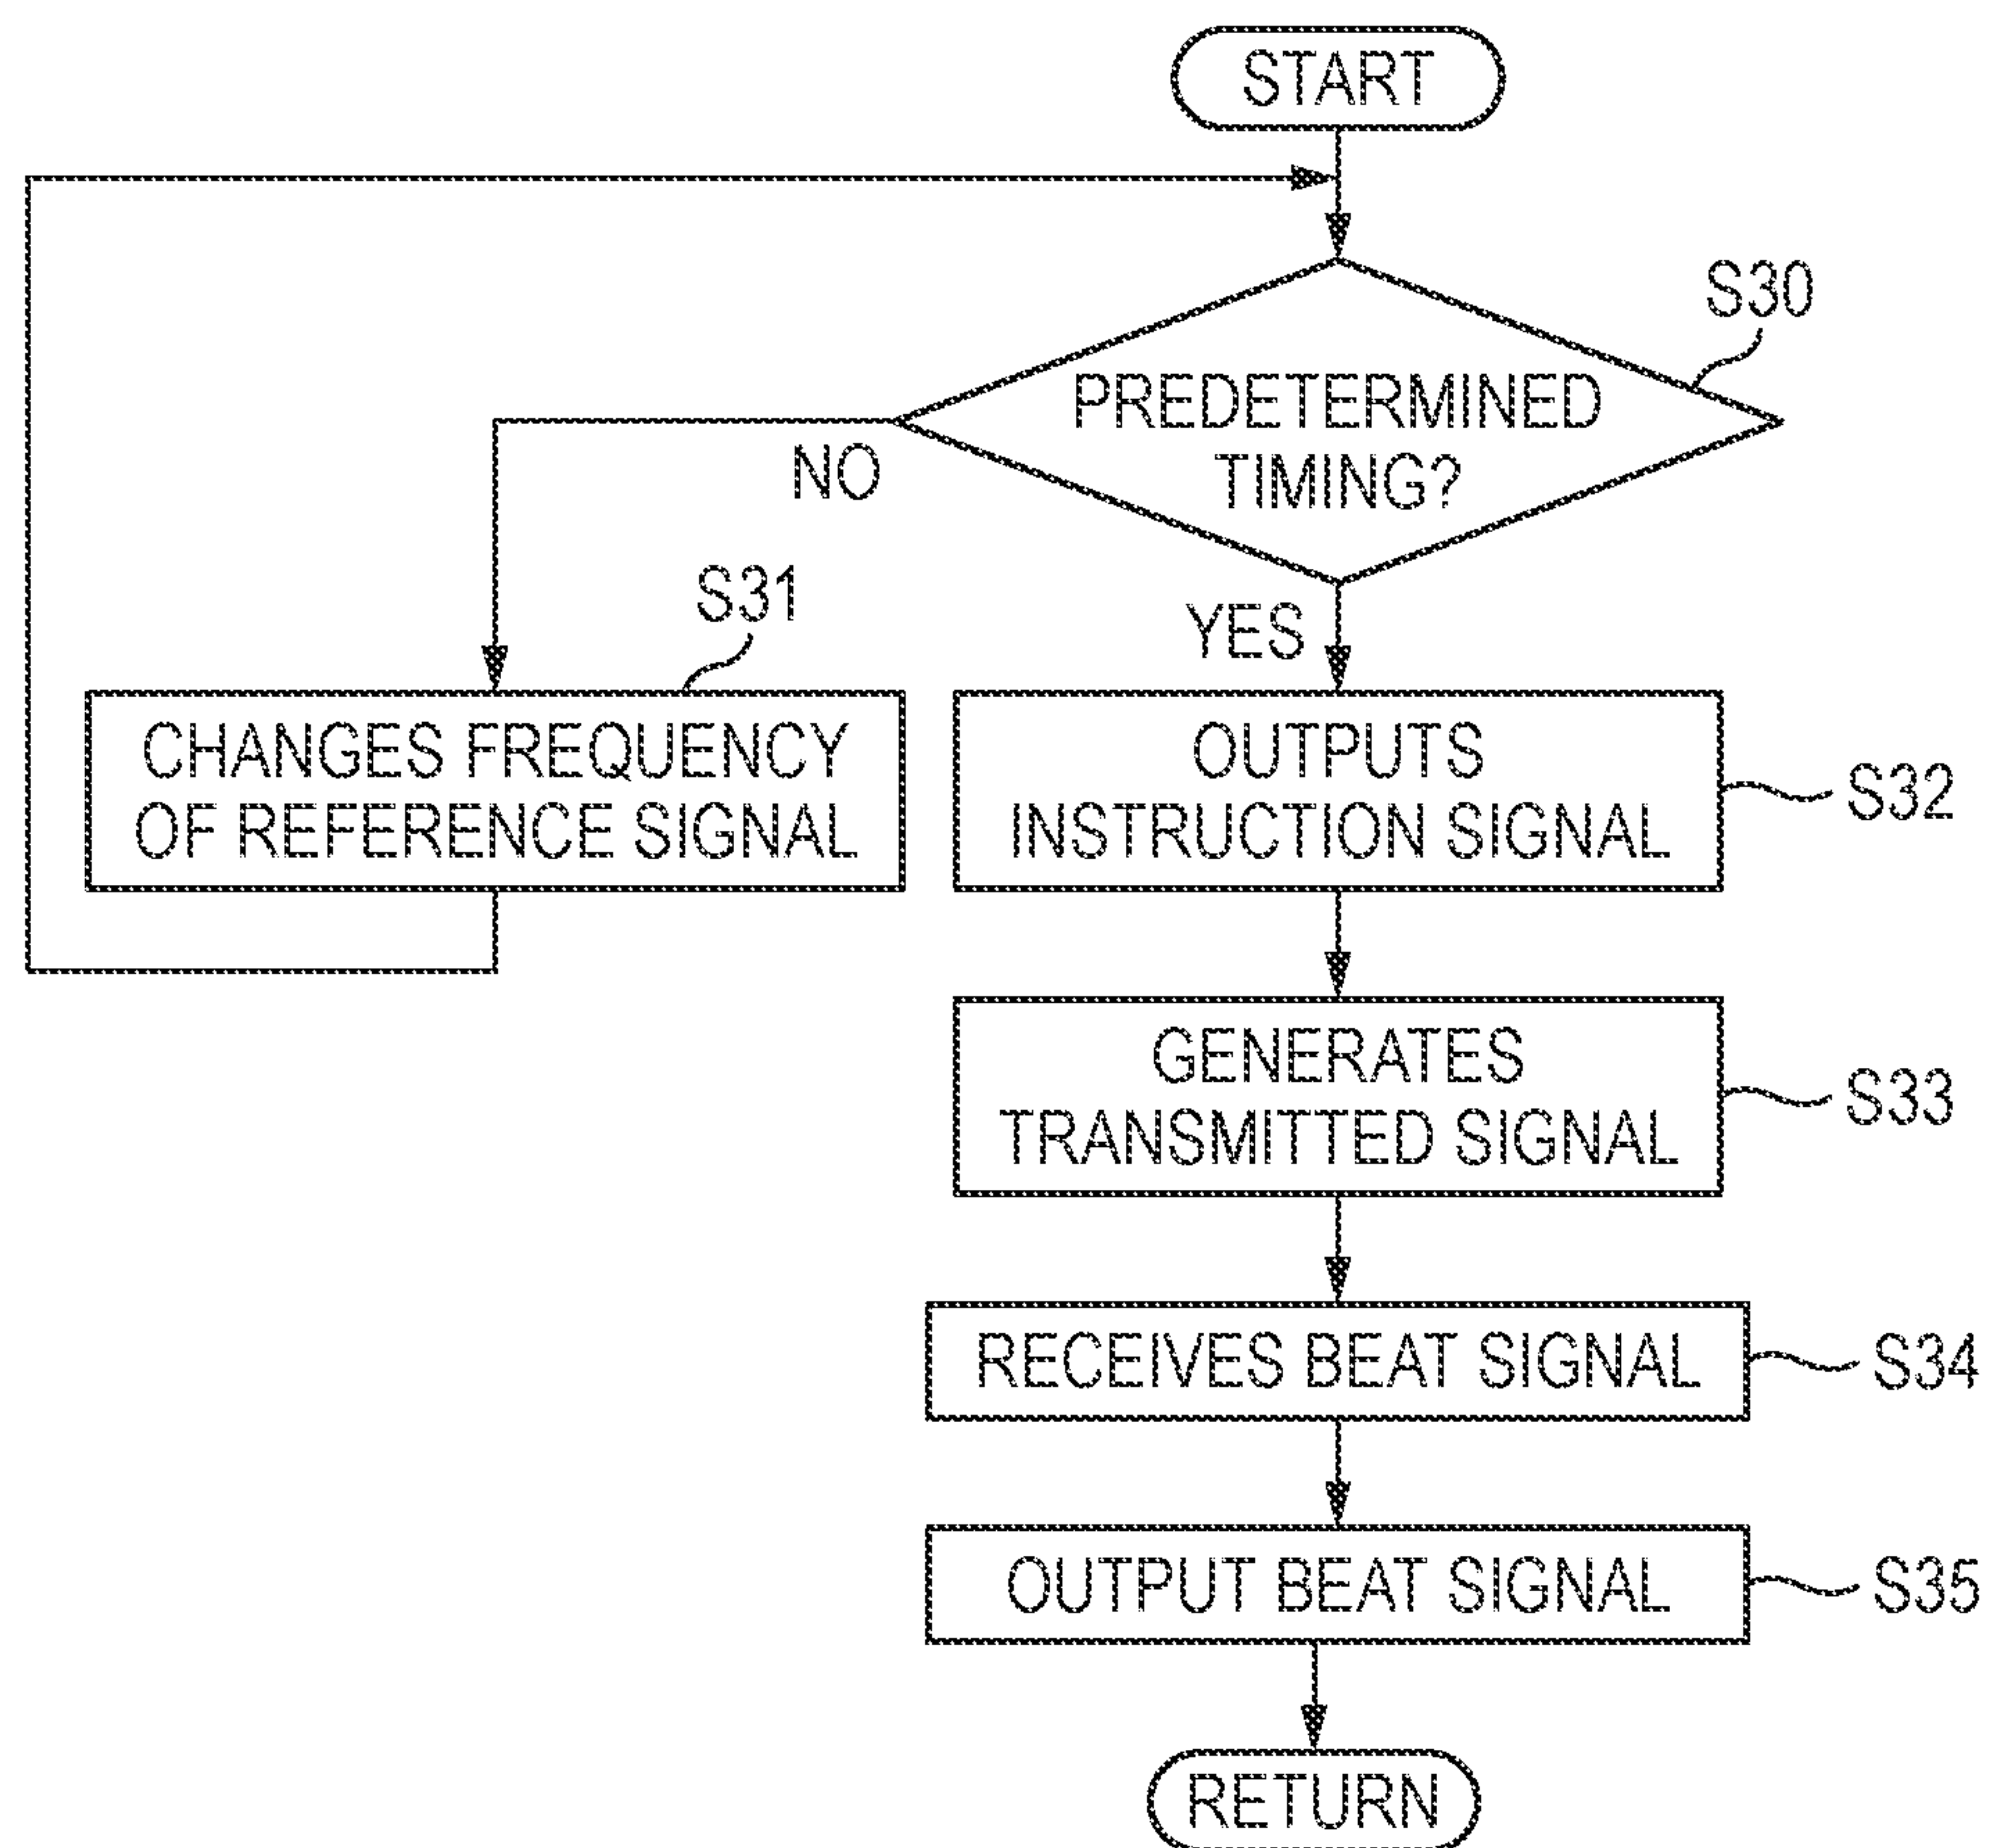 START
S30
PREDETERMINED
TIMING?
NO
YES
S31
CHANGES FREQUENCY
OF REFERENCE SIGNAL
OUTPUTS
INSTRUCTION SIGNAL
S32
GENERATES
TRANSMITTED SIGNAL
S33
RECEIVES BEAT SIGNAL
S34
OUTPUT BEAT SIGNAL
S35
RETURN